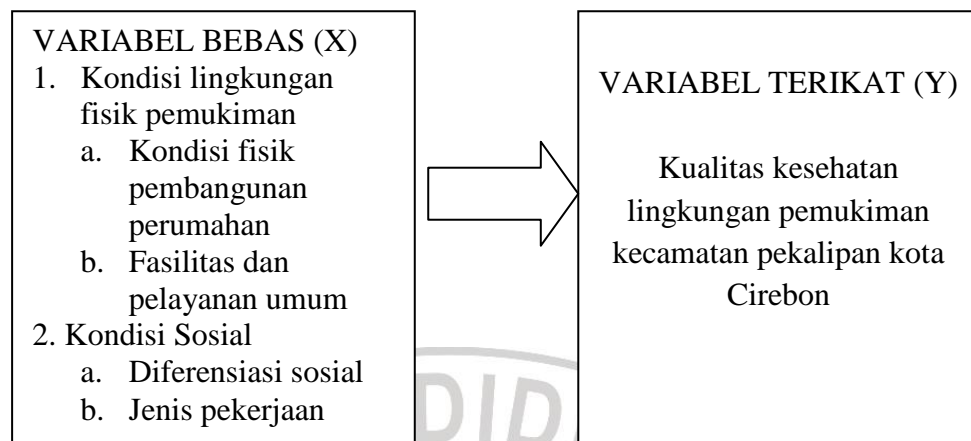 VARIABEL BEBAS (X)
1. Kondisi lingkungan
fisik pemukiman
a. Kondisi fisik
pembangunan
perumahan
b. Fasilitas dan
pelayanan umum
2. Kondisi Sosial
a. Diferensiasi sosial
b. Jenis pekerjaan
VARIABEL TERIKAT (Y)
Kualitas kesehatan
lingkungan pemukiman
kecamatan pekalipan kota
Cirebon